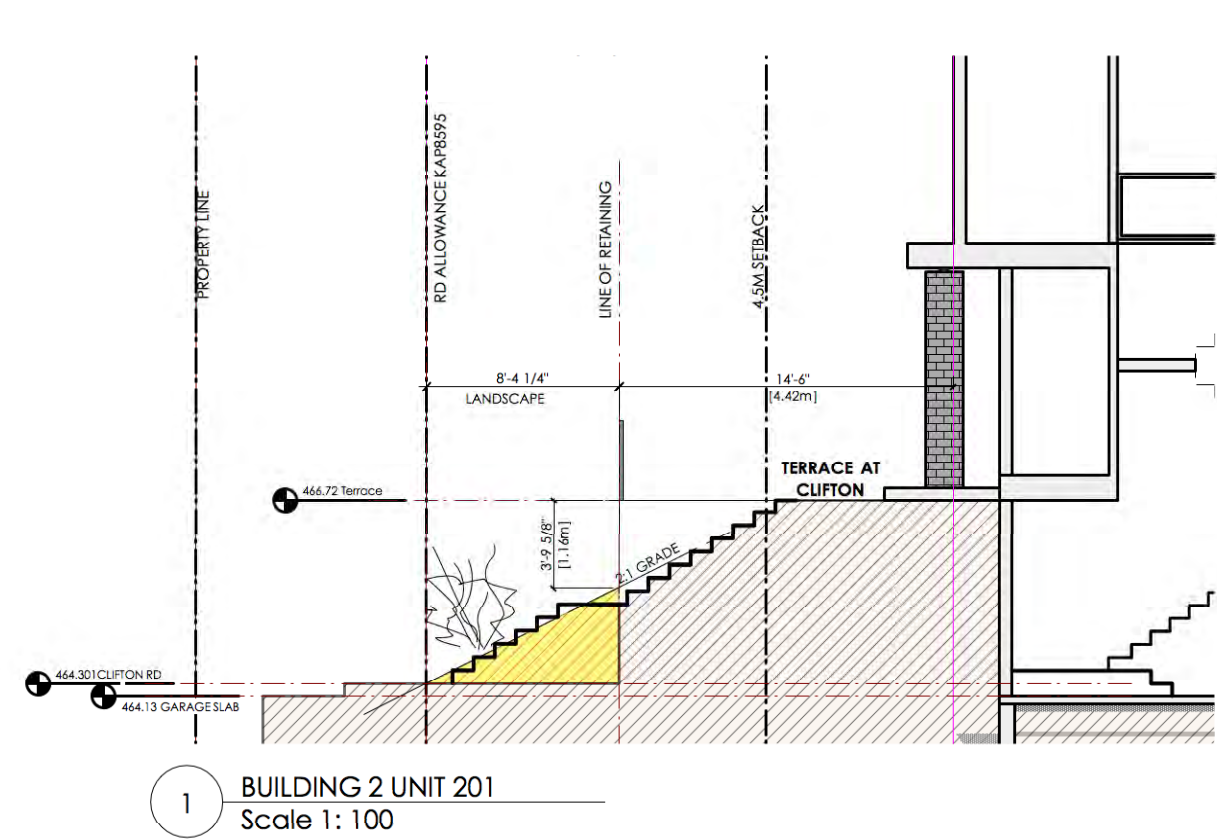 PROPERTY LINE
RD ALLOWANCE KAP8595
LINE OF RETAINING
4.5M SETBACK
8'-4 1/4"
LANDSCAPE
14'-6"
[4.42m]
TERRACE AT
CLIFTON
466.72 Terrace
3'-9 5/8"
[1.16m]
2:1 GRADE
464.301CLIFTON RD
464.13 GARAGE SLAB
1
BUILDING 2 UNIT 201
Scale 1: 100